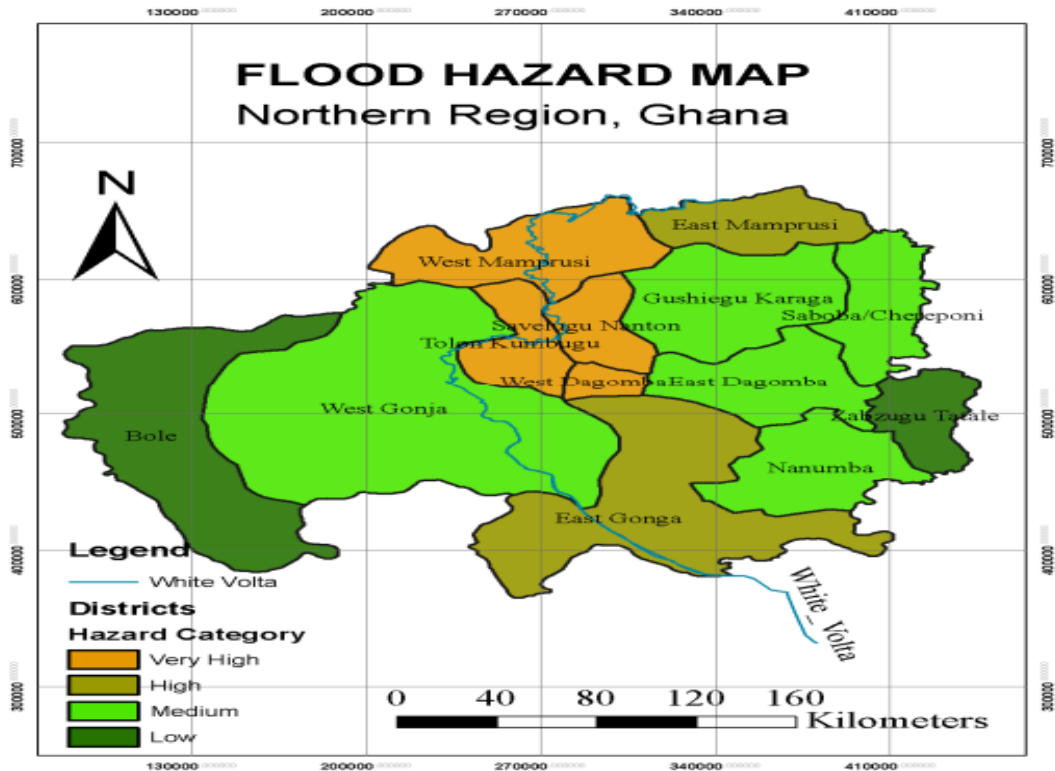 130000 200000 270000 340000 410000
FLOOD HAZARD MAP
Northern Region, Ghana
700000 700000
N
East Mamprusi
West Mamprusi
600000 600000
Gushiegu Karaga
Saboba/Chereponi
Savelugu Nanton
Tolon Kumbugu
West Dagomba East Dagomba
West Gonja
500000 500000
Zabzugu Tatale
Bole
Nanumba
East Gonga
400000 400000
Legend
White Volta
White_Volta
Districts
Hazard Category
Very High
High
Medium
Low
300000 300000
0 40 80 120 160
Kilometers
130000 200000 270000 340000 410000